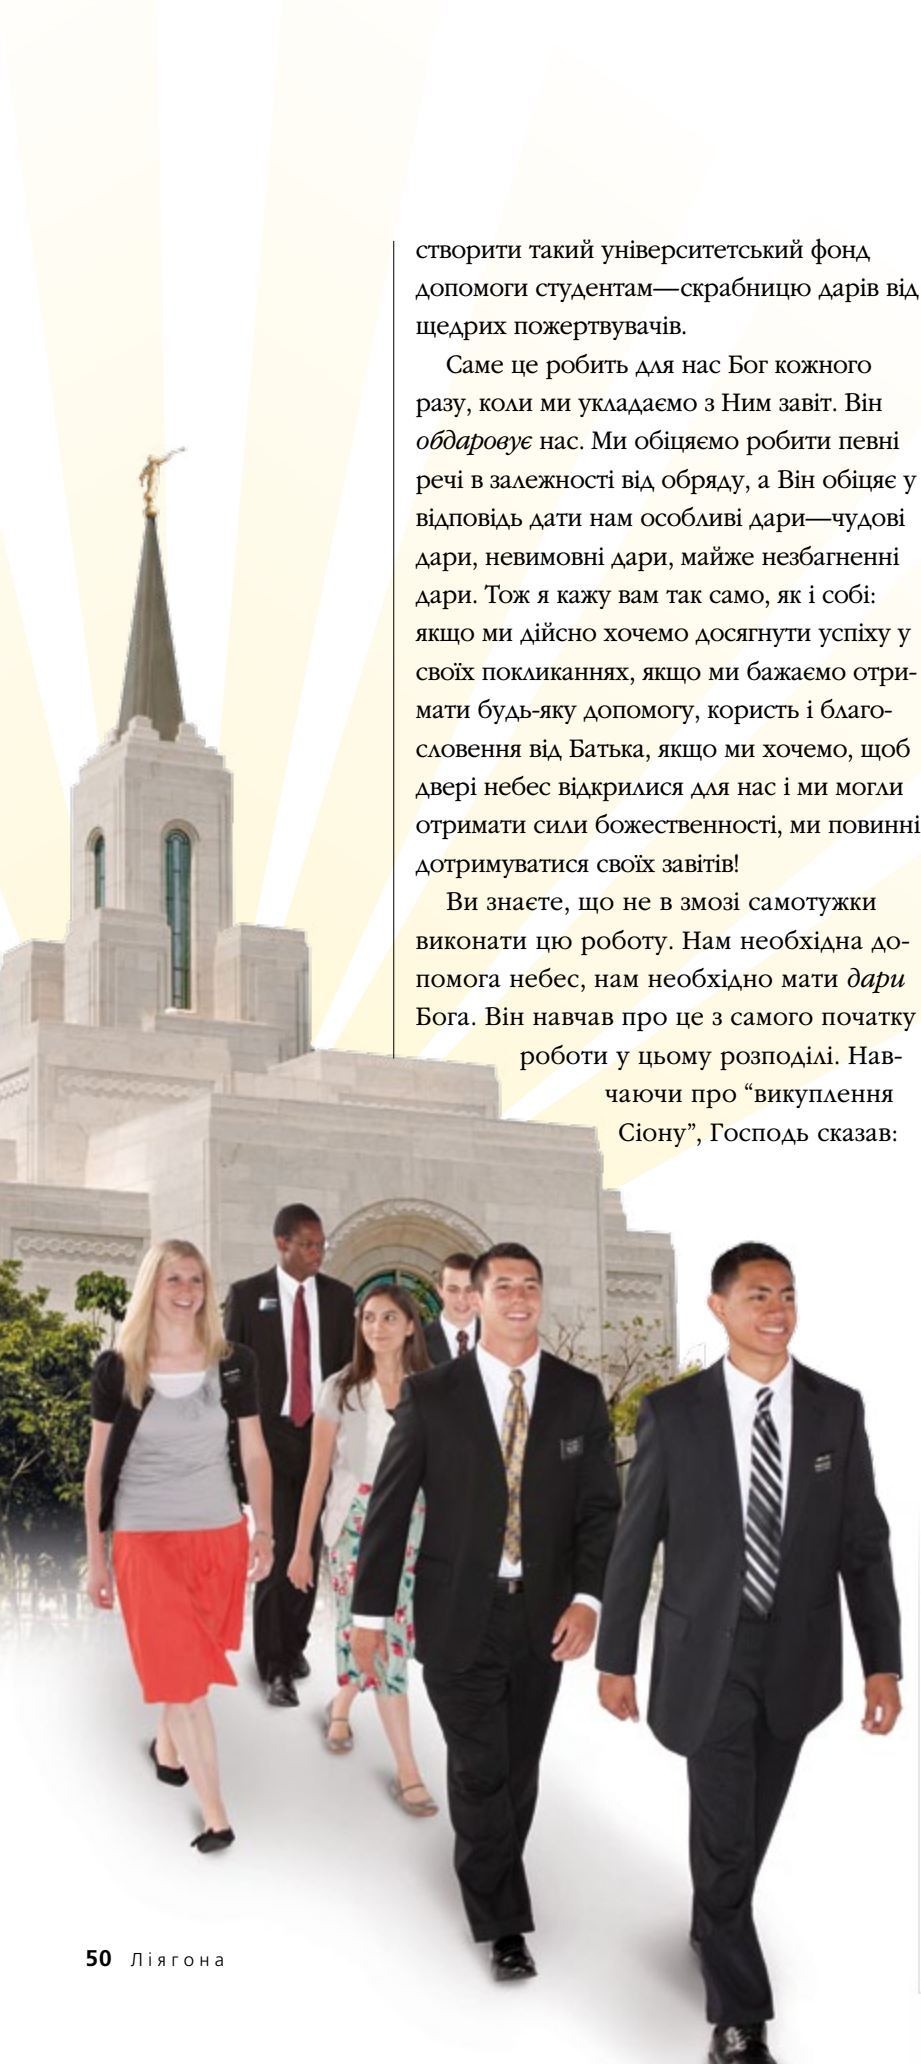 створити такий університетський фонд
допомоги студентам—скрабницю дарів від
щедрих пожертвувачів.
Саме це робить для нас Бог кожного
разу, коли ми укладаємо з Ним завіт. Він
обдаровує нас. Ми обіцяємо робити певні
речі в залежності від обряду, а Він обіцяє у
відповідь дати нам особливі дари—чудові
дари, невимовні дари, майже незбагненні
дари. Тож я кажу вам так само, як і собі:
якщо ми дійсно хочемо досягнути успіху у
своїх покликаннях, якщо ми бажаємо отри-
мати будь-яку допомогу, користь і благо-
словення від Батька, якщо ми хочемо, щоб
двері небес відкрилися для нас і ми могли
отримати сили божественності, ми повинні
дотримуватися своїх завітів!
Ви знаєте, що не в змозі самотужки
виконати цю роботу. Нам необхідна до-
помога небес, нам необхідно мати дари
Бога. Він навчав про це з самого початку
роботи у цьому розподілі. Нав-
чаючи про “викуплення
Сіону”, Господь сказав:
50 Ліягона